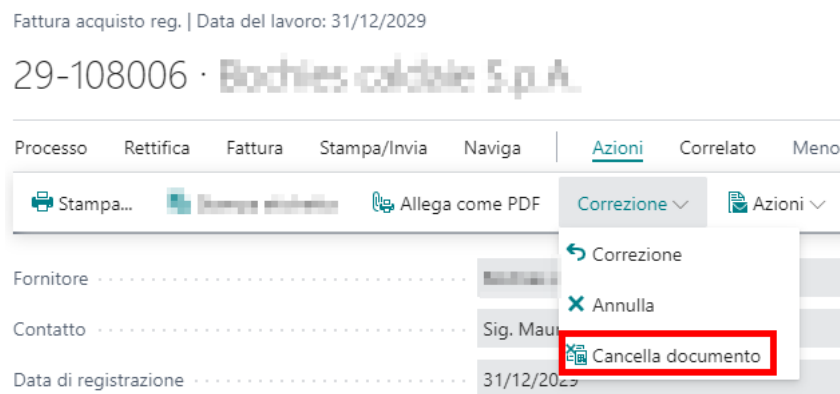 Fattura acquisto reg. | Data del lavoro: 31/12/2029
29-108006 ·
Processo Rettifica Fattura Stampa/Invia Naviga Azioni Correlato Meno
Stampa... Allega come PDF Correzione Azioni
Correzione
Fornitore
Annulla
Contatto Sig. Mau
Cancella documento
Data di registrazione 31/12/2029